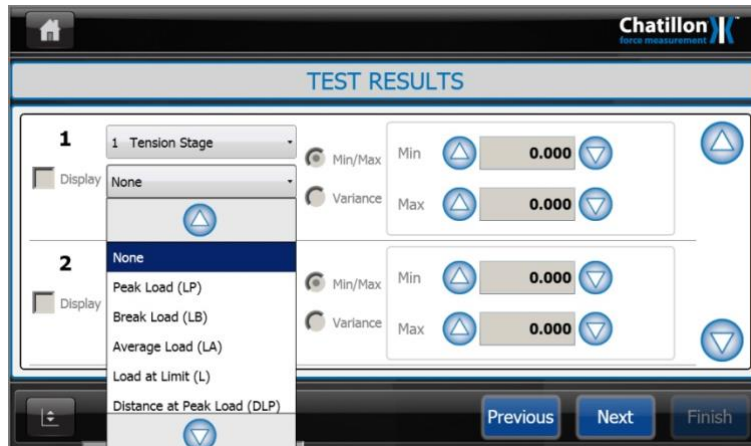 Chatillon
force measurement
TEST RESULTS
1
1 Tension Stage
Display
None
Min/Max
Variance
Min
0.000
Max
0.000
None
Peak Load (LP)
Break Load (LB)
Average Load (LA)
Load at Limit (L)
Distance at Peak Load (DLP)
2
Display
Min/Max
Variance
Min
0.000
Max
0.000
Previous
Next
Finish